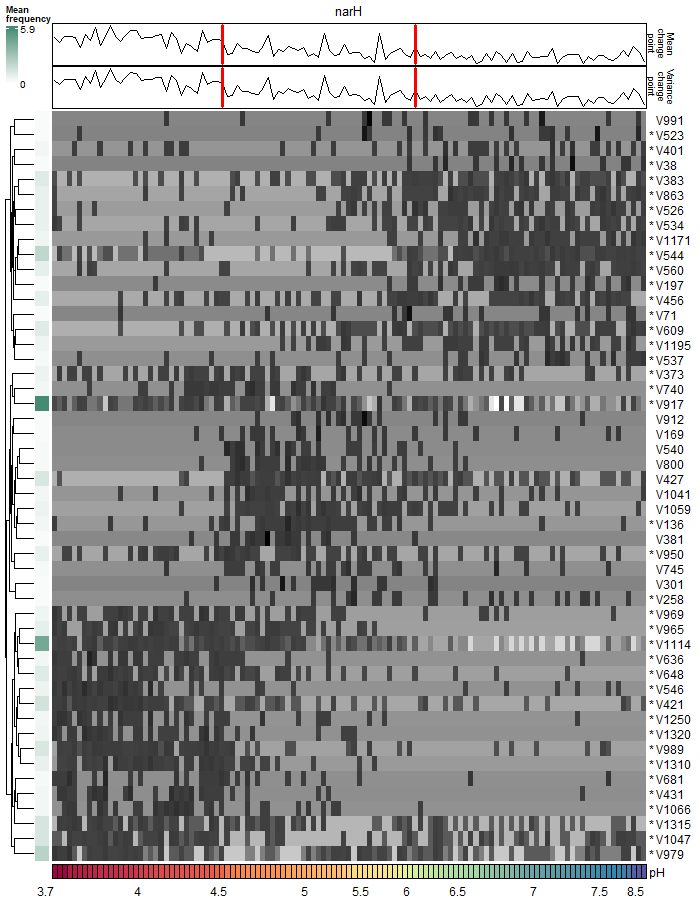 narH
Mean
frequency
5.9
0
Mean
change
point
Variance
change
point
V991
* V523
V401
* V38
* V383
* V863
* V526
* V534
* V1171
* V544
* V560
* V197
* V456
* V71
* V609
* V1195
* V537
* V373
* V740
* V917
V912
V169
V540
V800
V427
V1041
V1059
* V136
V381
* V950
V745
V301
* V258
* V969
* V965
* V1114
* V636
* V648
* V546
* V421
* V1250
* V1320
* V989
* V1310
V681
* V431
* V1066
* V1315
* V1047
* V979
pH
3.7 4 4.5 5 5.5 6 6.5 7 7.5 8.5